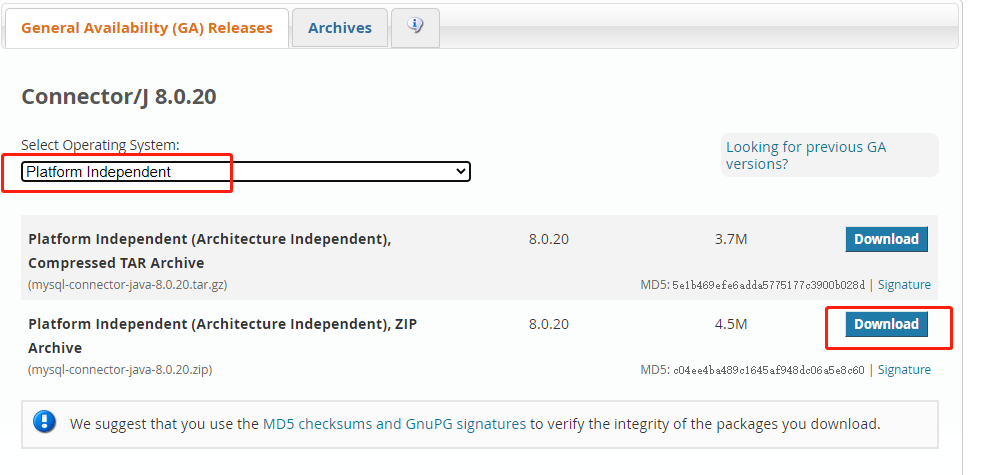 General Availability (GA) Releases
Archives
Connector/J 8.0.20
Select Operating System:
Platform Independent
Looking for previous GA
versions?
Platform Independent (Architecture Independent),
Compressed TAR Archive
8.0.20
3.7M
Download
(mysql-connector-java-8.0.20.tar.gz)
MD5: 5e1b469efe6adda5775177c3900b028d | Signature
Platform Independent (Architecture Independent), ZIP
Archive
8.0.20
4.5M
Download
(mysql-connector-java-8.0.20.zip)
MD5: c04ee4ba489c1645af948dc06a5e8c60 | Signature
We suggest that you use the MD5 checksums and GnuPG signatures to verify the integrity of the packages you download.